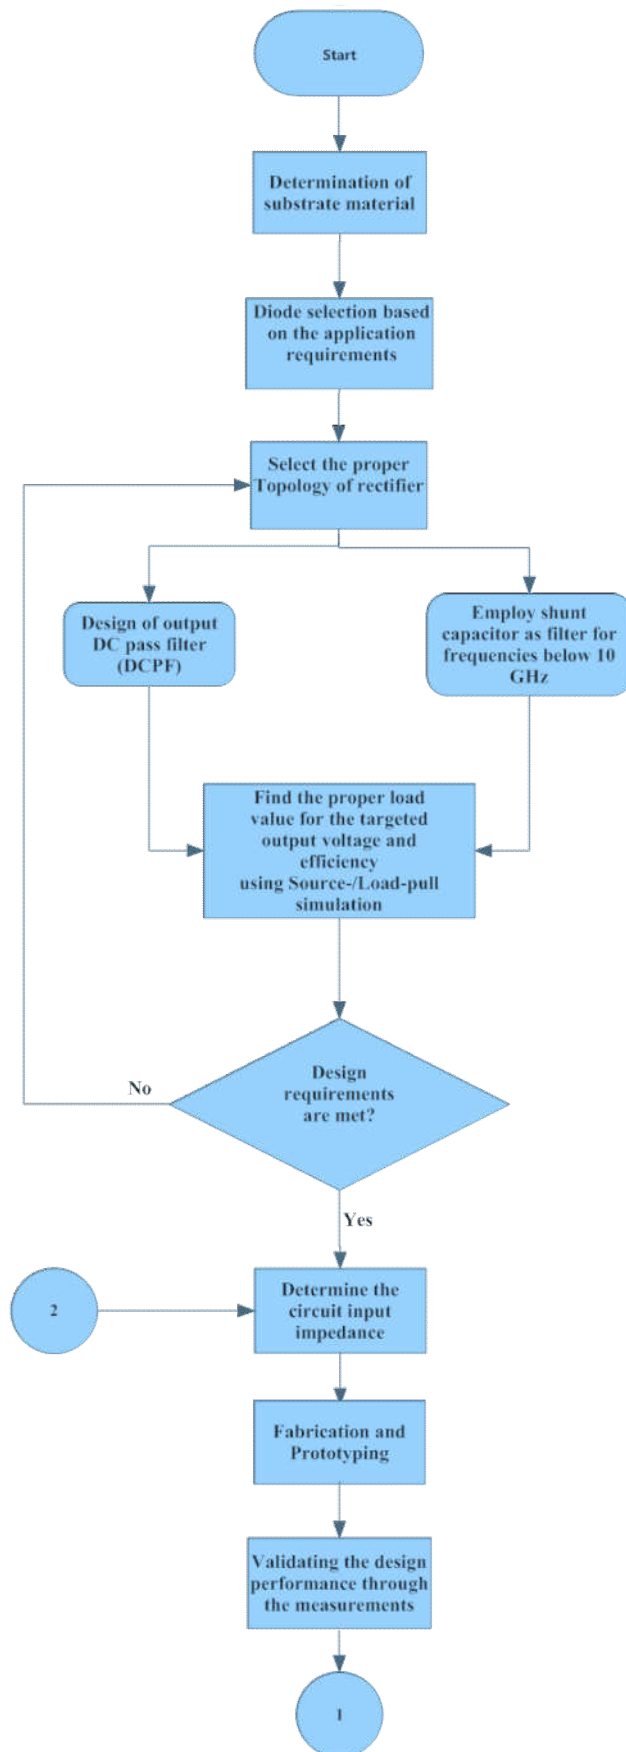 Start
Determination of
substrate material
Diode selection based
on the application
requirements
Select the proper
Topology of rectifier
Design of output
DC pass filter
(DCPF)
Employ shunt
capacitor as filter for
frequencies below 10
GHz
Find the proper load
value for the targeted
output voltage and
efficiency
using Source-/Load-pull
simulation
No
Design
requirements
are met?
Yes
2
Determine the
circuit input
impedance
Fabrication and
Prototyping
Validating the design
performance through
the measurements
1